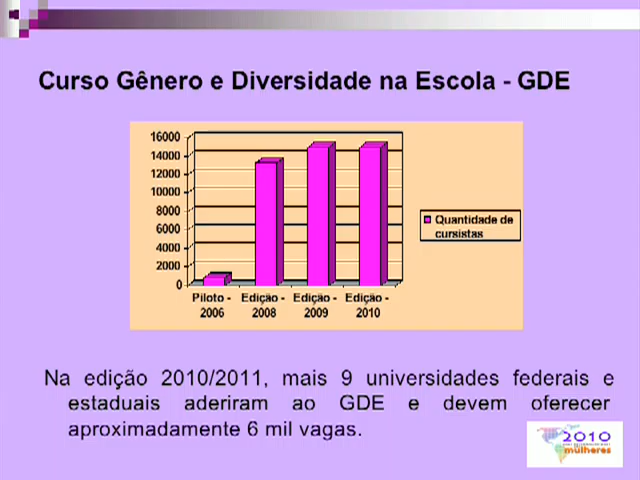 Curso Gênero e Diversidade na Escola - GDE
16000
14000
12000
10000
8000
6000
4000
2000
0
Piloto - 2006
Edição - 2008
Edição - 2009
Edição - 2010
Quantidade de
cursistas
Na edição 2010/2011, mais 9 universidades federais e
estaduais aderiram ao GDE e devem oferecer
aproximadamente 6 mil vagas.
2010
mulheres